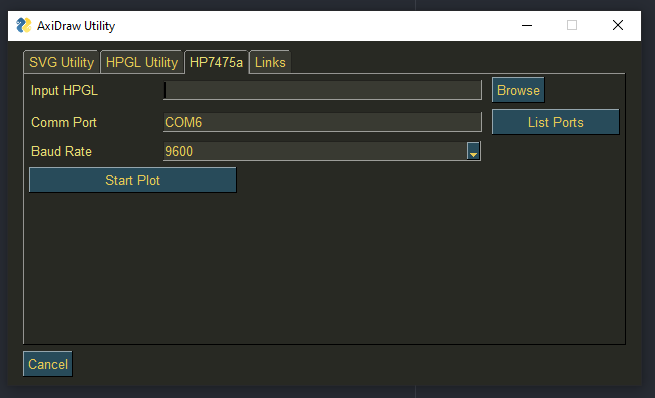 AxiDraw Utility
SVG Utility HPGL Utility HP7475a Links
Input HPGL Browse
Comm Port COM6 List Ports
Baud Rate 9600
Start Plot
Cancel